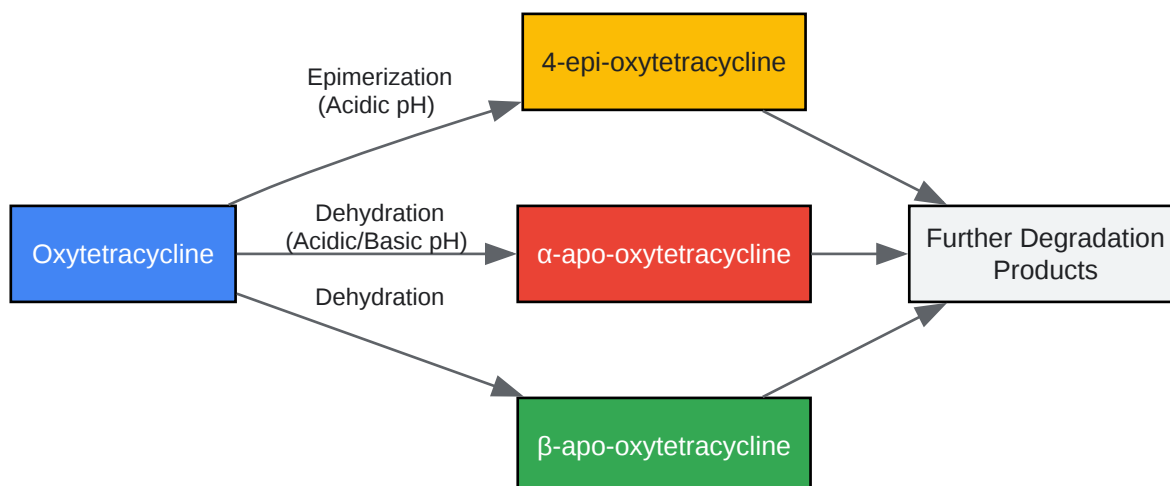 4-epi-oxytetracycline
Epimerization
(Acidic pH)
Oxytetracycline
Dehydration
(Acidic/Basic pH)
α-apo-oxytetracycline
Further Degradation
Products
Dehydration
β-apo-oxytetracycline